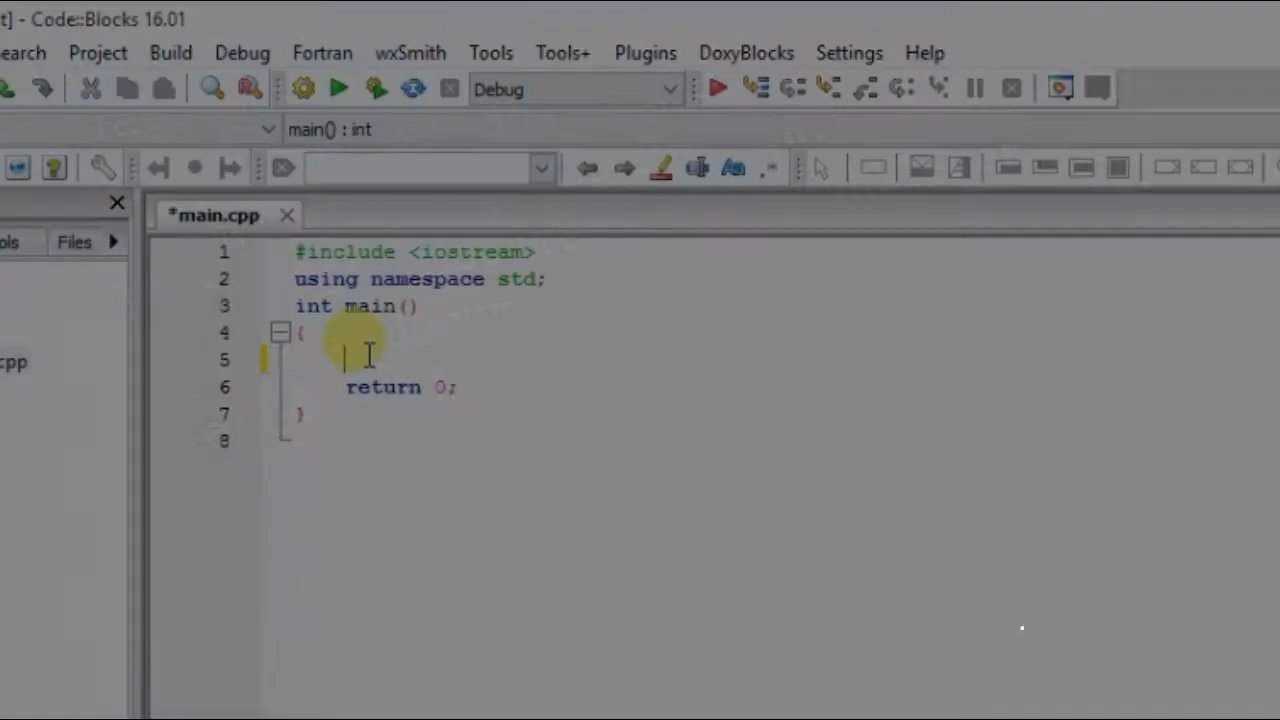 t] - Code::Blocks 16.01
earch Project Build Debug Fortran wxSmith Tools Tools+ Plugins DoxyBlocks Settings Help
Debug
main() : int
*main.cpp
ols Files
1 #include <iostream>
2 using namespace std;
3 int main()
4 {
cpp
5
6 return 0;
7 }
8